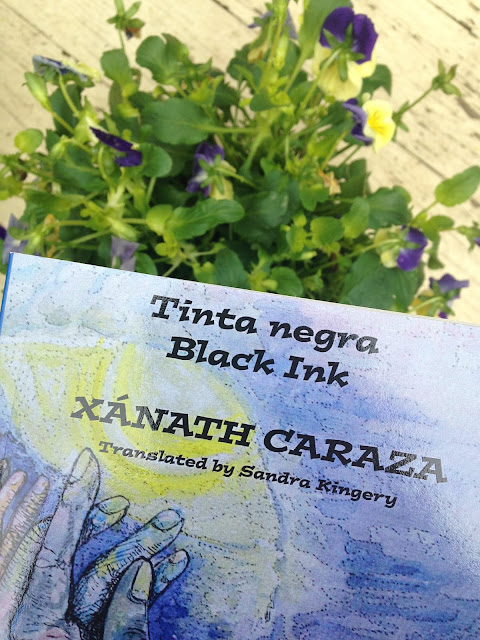 Tinta negra
Black Ink
XÁNATH CARAZA
Translated by Sandra Kingery